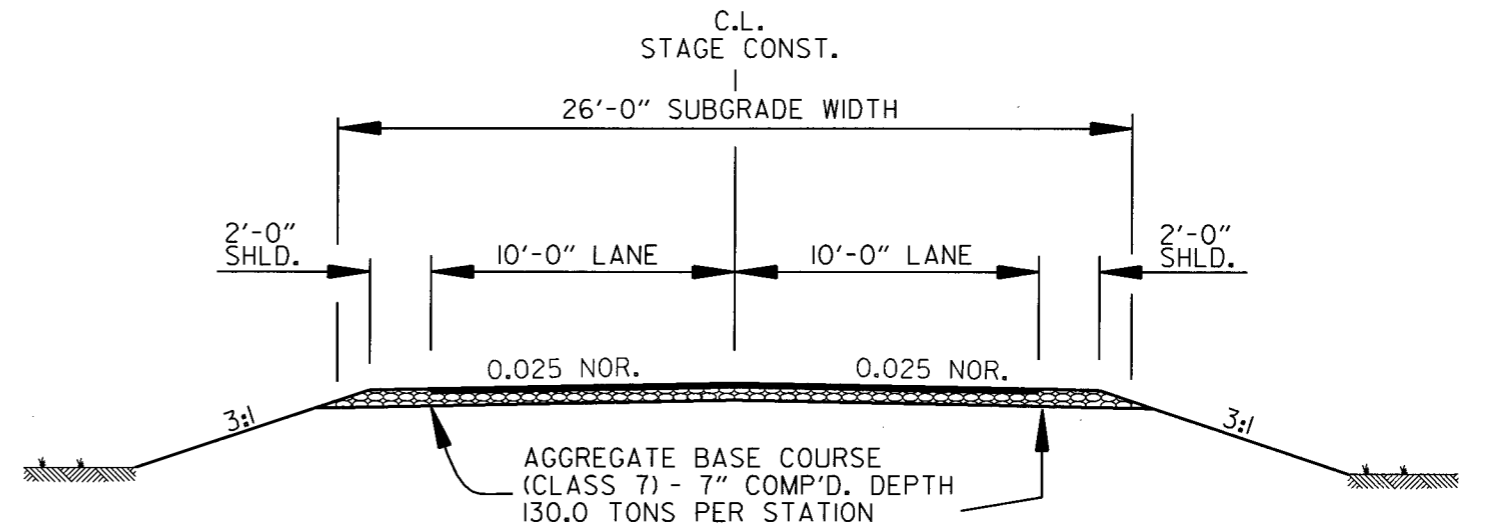 C.L.
STAGE CONST.
26'-0" SUBGRADE WIDTH
2'-0"
SHLD.
10'-0" LANE
10'-0" LANE
2'-0"
SHLD.
0.025 NOR.
0.025 NOR.
3:1
3:1
AGGREGATE BASE COURSE
(CLASS 7) - 7" COMP'D. DEPTH
130.0 TONS PER STATION